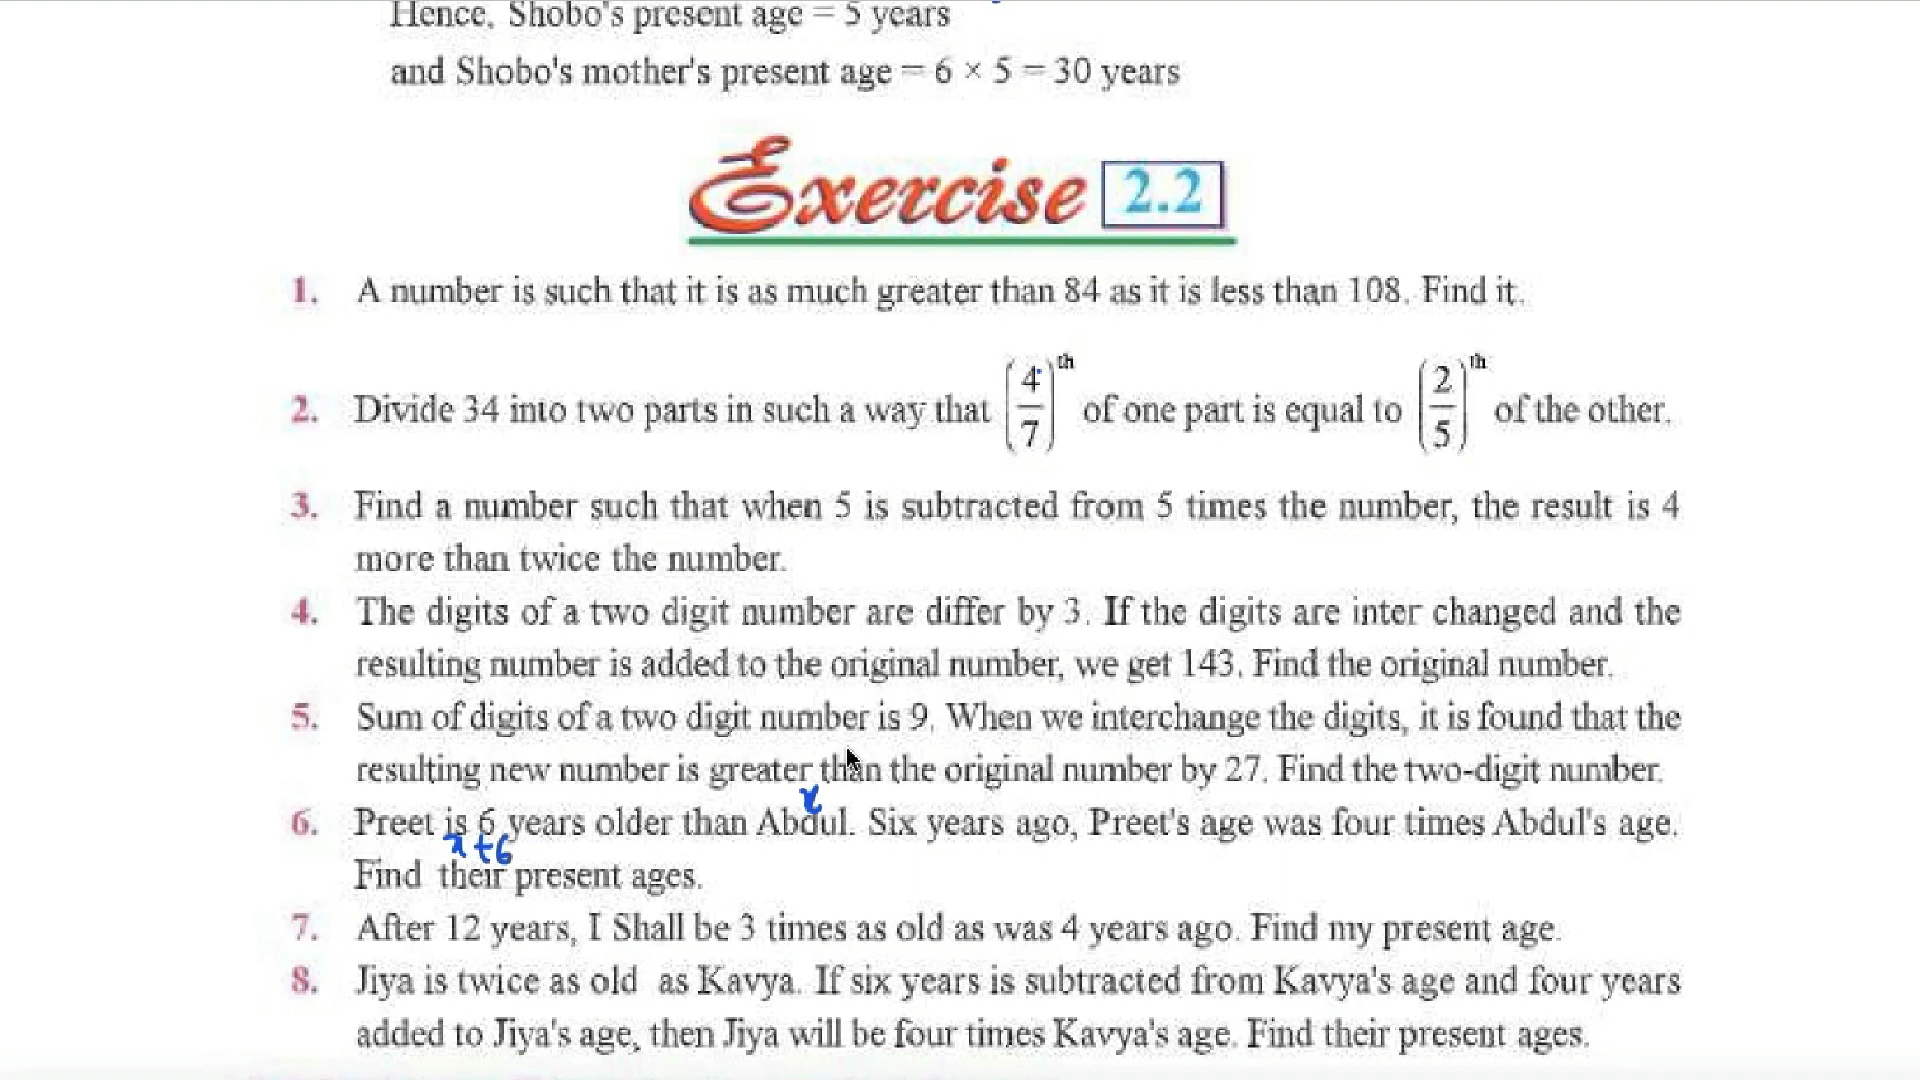 Hence, Shobo's present age = 5 years
and Shobo's mother's present age = 6 × 5 = 30 years
Exercise 2.2
1. A number is such that it is as much greater than 84 as it is less than 108. Find it.
2. Divide 34 into two parts in such a way that (4/7)th of one part is equal to (2/5)th of the other.
3. Find a number such that when 5 is subtracted from 5 times the number, the result is 4
more than twice the number.
4. The digits of a two digit number are differ by 3. If the digits are inter changed and the
resulting number is added to the original number, we get 143. Find the original number.
5. Sum of digits of a two digit number is 9. When we interchange the digits, it is found that the
resulting new number is greater than the original number by 27. Find the two-digit number.
x
6. Preet is 6 years older than Abdul. Six years ago, Preet's age was four times Abdul's age.
x+6
Find their present ages.
7. After 12 years, I Shall be 3 times as old as was 4 years ago. Find my present age.
8. Jiya is twice as old as Kavya. If six years is subtracted from Kavya's age and four years
added to Jiya's age, then Jiya will be four times Kavya's age. Find their present ages.